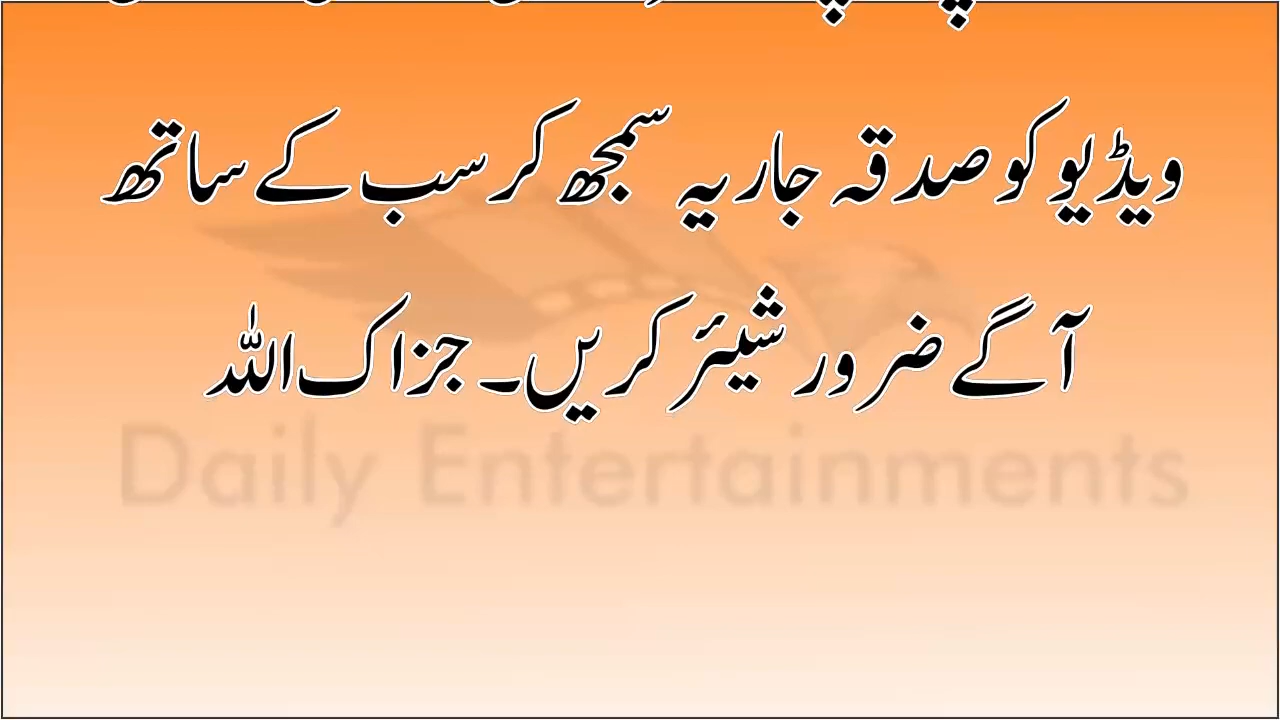 ویڈیو کو صدقہ جاریہ سمجھ کر سب کے ساتھ
آگے ضرور شیئر کریں۔ جزاک اللہ
Daily Entertainments